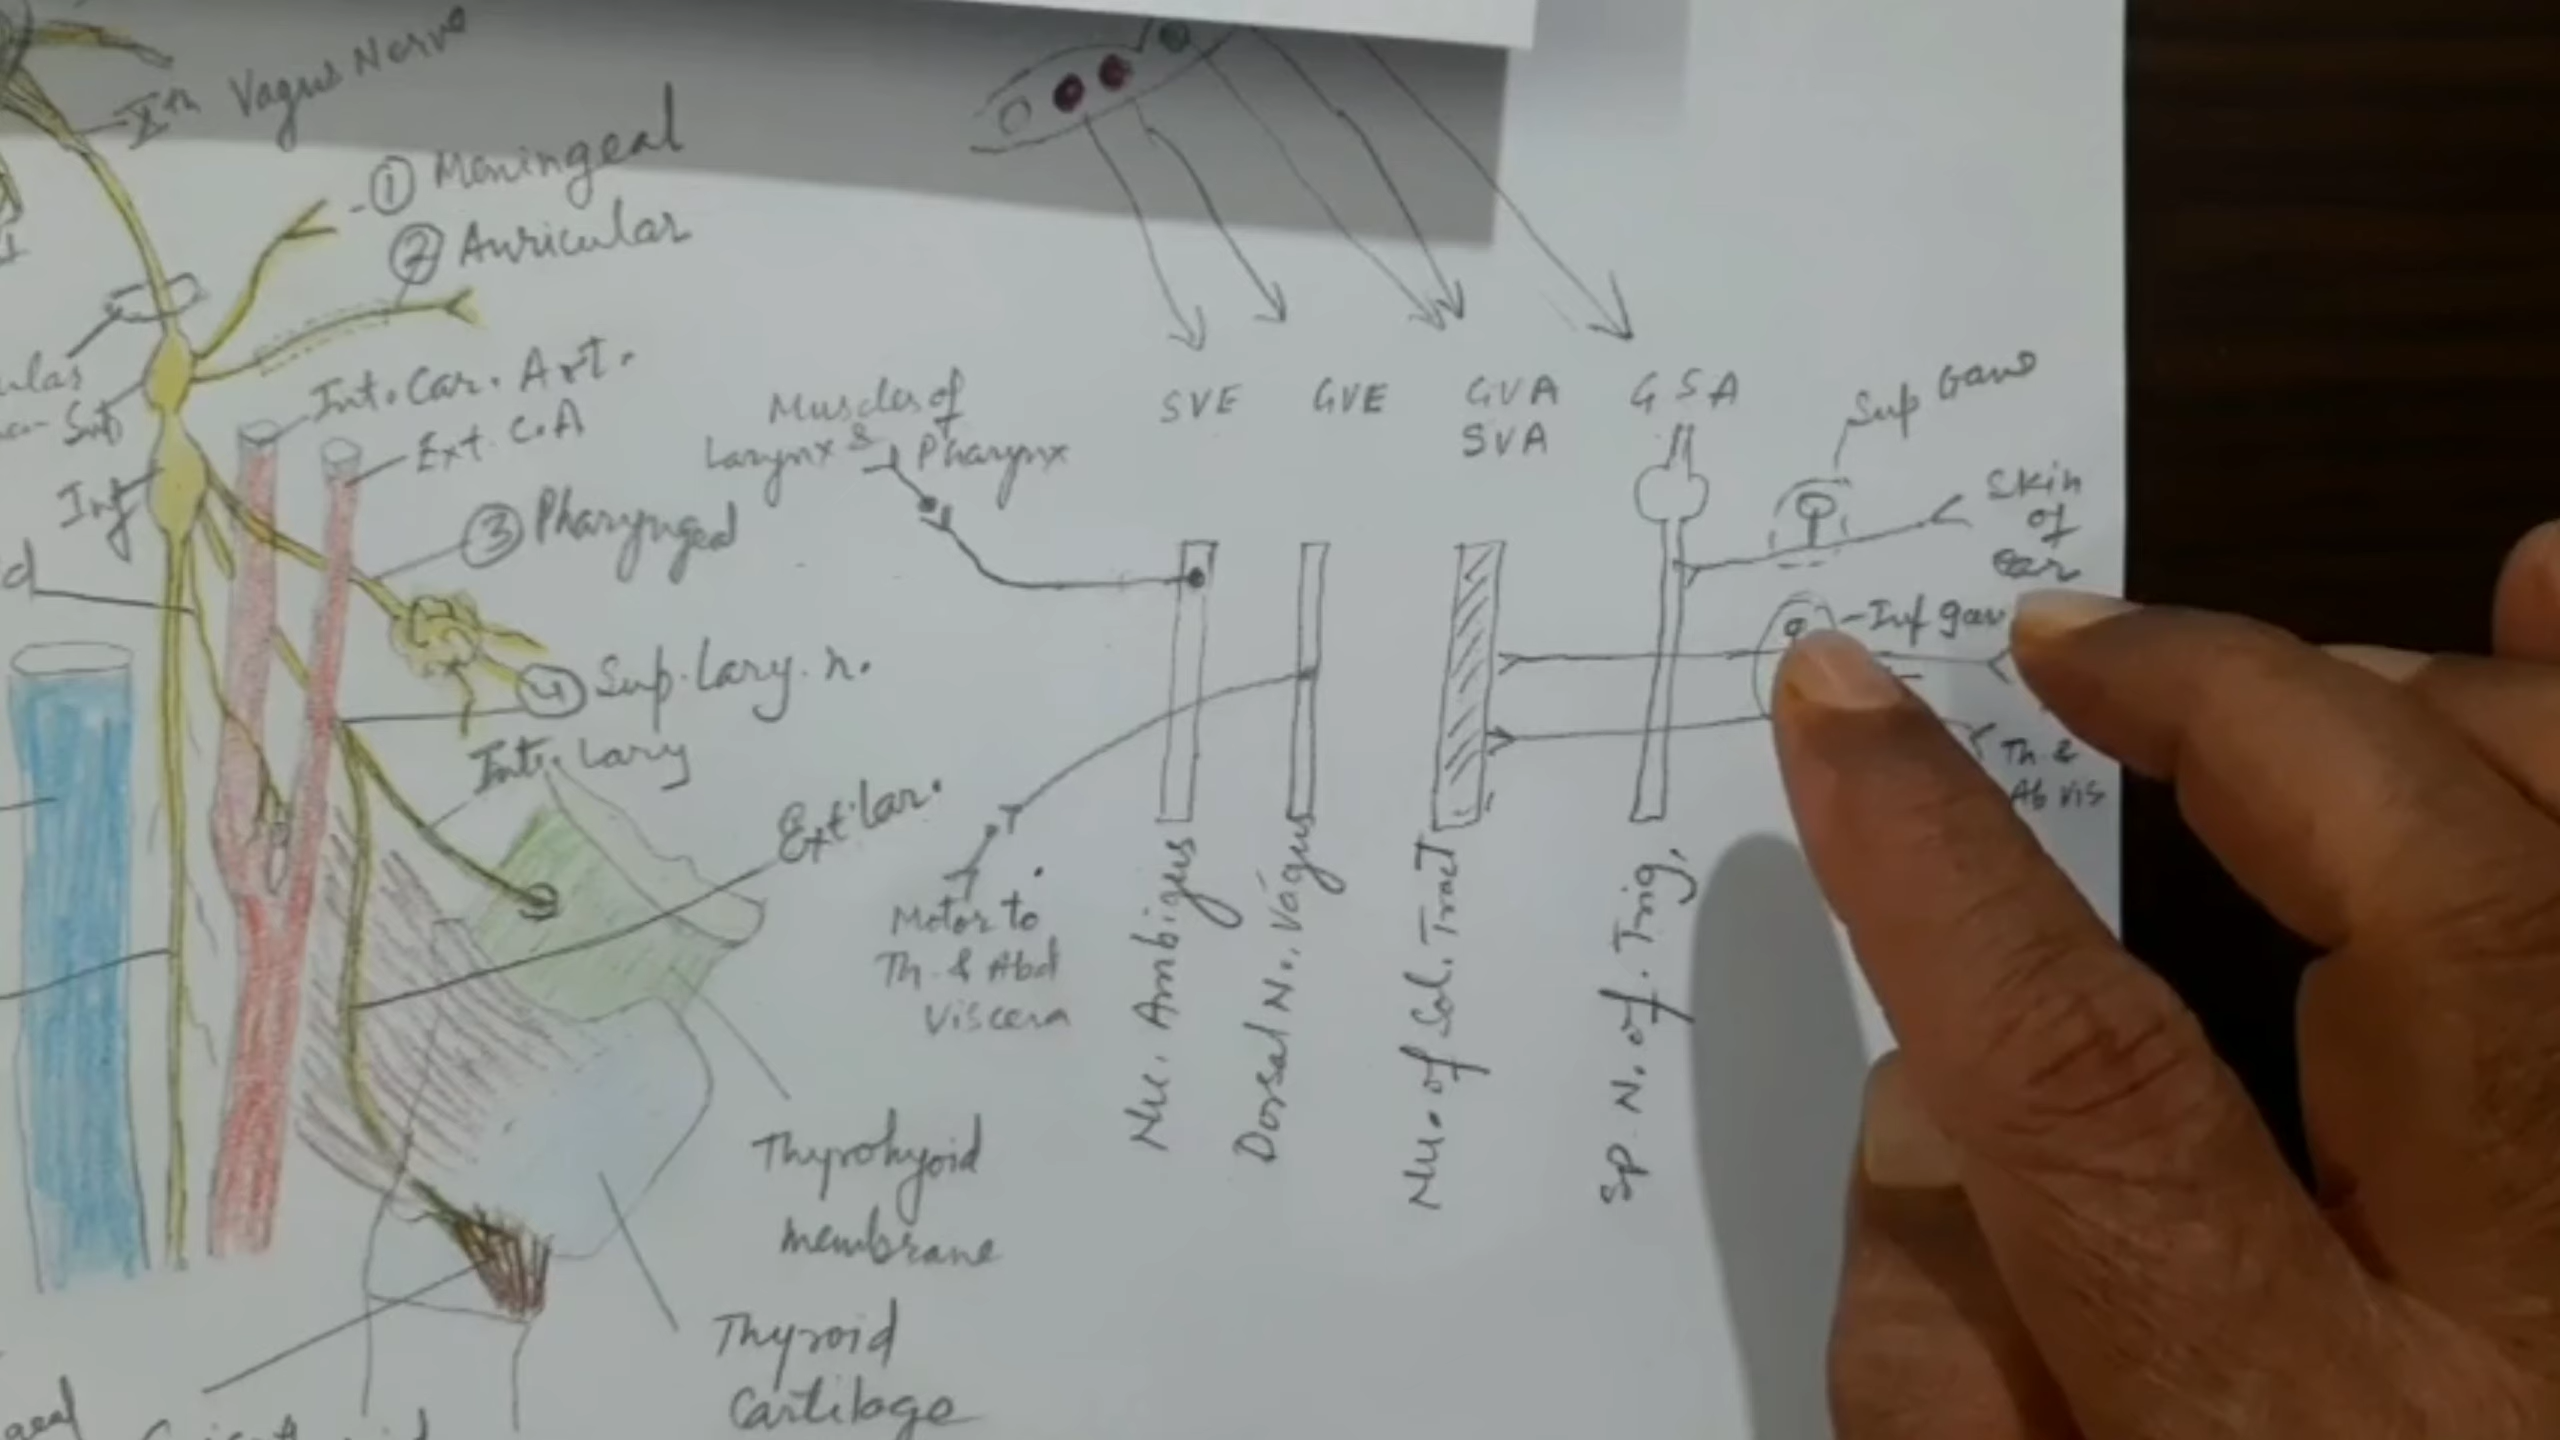 Xth Vagus Nerve
① Meningeal
② Auricular
Int. Car. Art.
Ext. C.A
Inf
③ Pharyngeal
④ Sup. Lary. n.
Int. Lary
Ext. lar.
Thyrohyoid
membrane
Thyroid
Cartilage
Muscles of
Larynx & Pharynx
SVE
GVE
GVA
SVA
GSA
Sup Gan
Skin
of
ear
Inf gan
Th &
Ab vis
Motor to
Th. & Abd
Viscera
Nu. Ambigus
Dorsal N. Vagus
Nu. of Sol. Tract
Sp N. of. Trig.